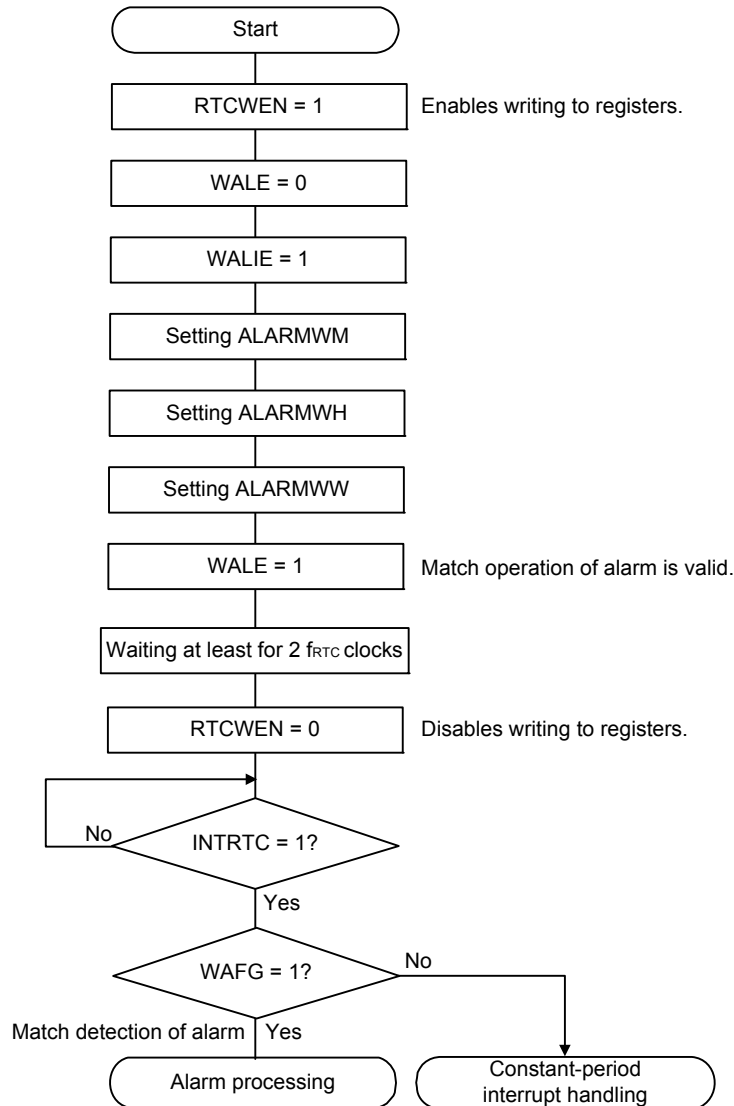 Start
RTCWEN = 1
Enables writing to registers.
WALE = 0
WALIE = 1
Setting ALARMWM
Setting ALARMWH
Setting ALARMWW
WALE = 1
Match operation of alarm is valid.
Waiting at least for 2 fRTC clocks
RTCWEN = 0
Disables writing to registers.
No
INTRTC = 1?
Yes
WAFG = 1?
No
Match detection of alarm
Yes
Alarm processing
Constant-period
interrupt handling